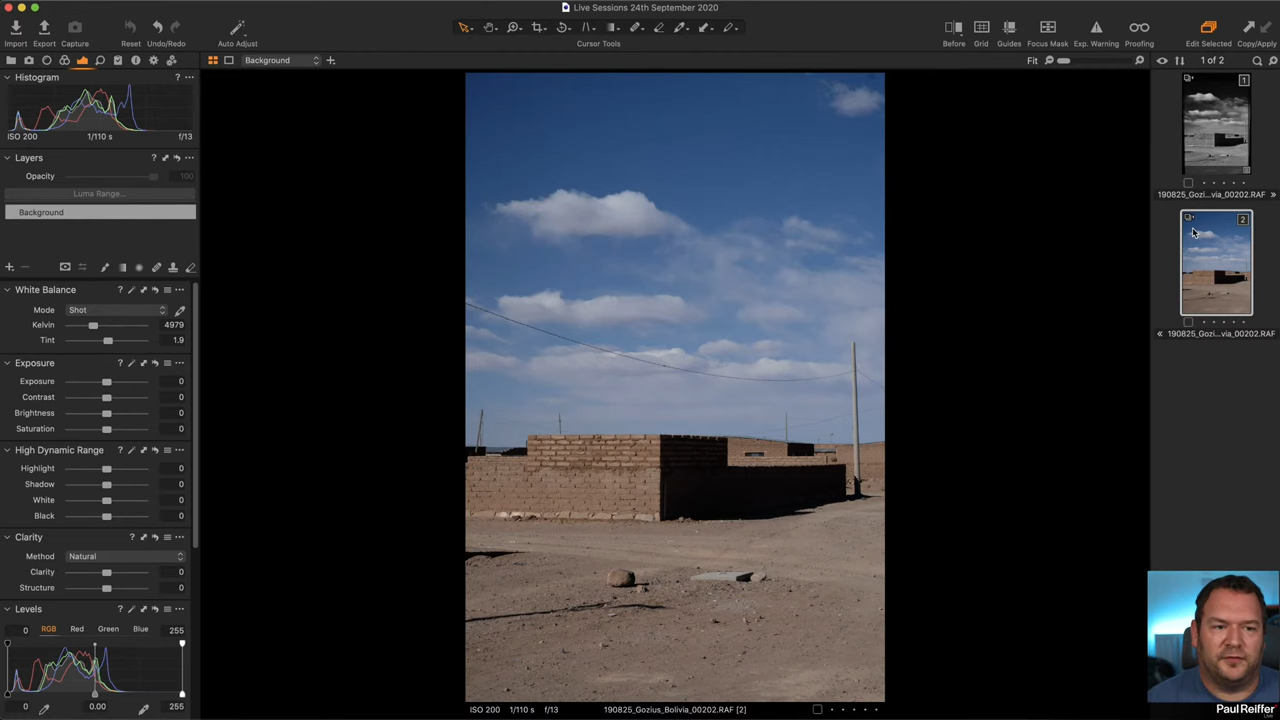 Live Sessions 24th September 2020
Import Export Capture Reset Undo/Redo Auto Adjust Cursor Tools Before Grid Guides Focus Mask Exp. Warning Proofing Edit Selected Copy/Apply
Background Fit 1 of 2
Histogram ?
ISO 200 1/110 s f/13
Layers ?
Opacity 100
Luma Range...
Background
White Balance ?
Mode Shot
Kelvin 4979
Tint 1.9
Exposure ?
Exposure 0
Contrast 0
Brightness 0
Saturation 0
High Dynamic Range ?
Highlight 0
Shadow 0
White 0
Black 0
Clarity ?
Method Natural
Clarity 0
Structure 0
Levels ?
0 RGB Red Green Blue 255
0 0.00 255
ISO 200 1/110 s f/13 190825_Gozius_Bolivia_00202.RAF [2]
1
190825_Gozi...via_00202.RAF »
2
« 190825_Gozi...via_00202.RAF
Paul Reiffer
Live